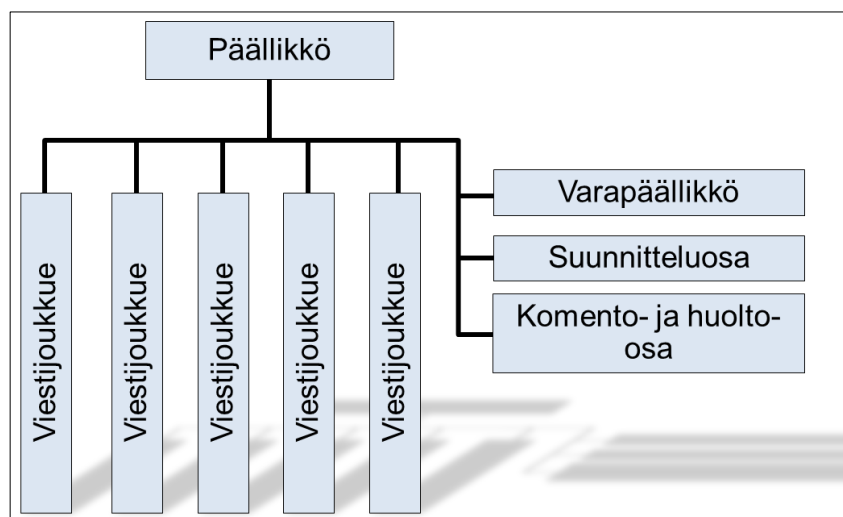 Päällikkö
Viestijoukkue
Viestijoukkue
Viestijoukkue
Viestijoukkue
Viestijoukkue
Varapäällikkö
Suunnitteluosa
Komento- ja huolto-
osa